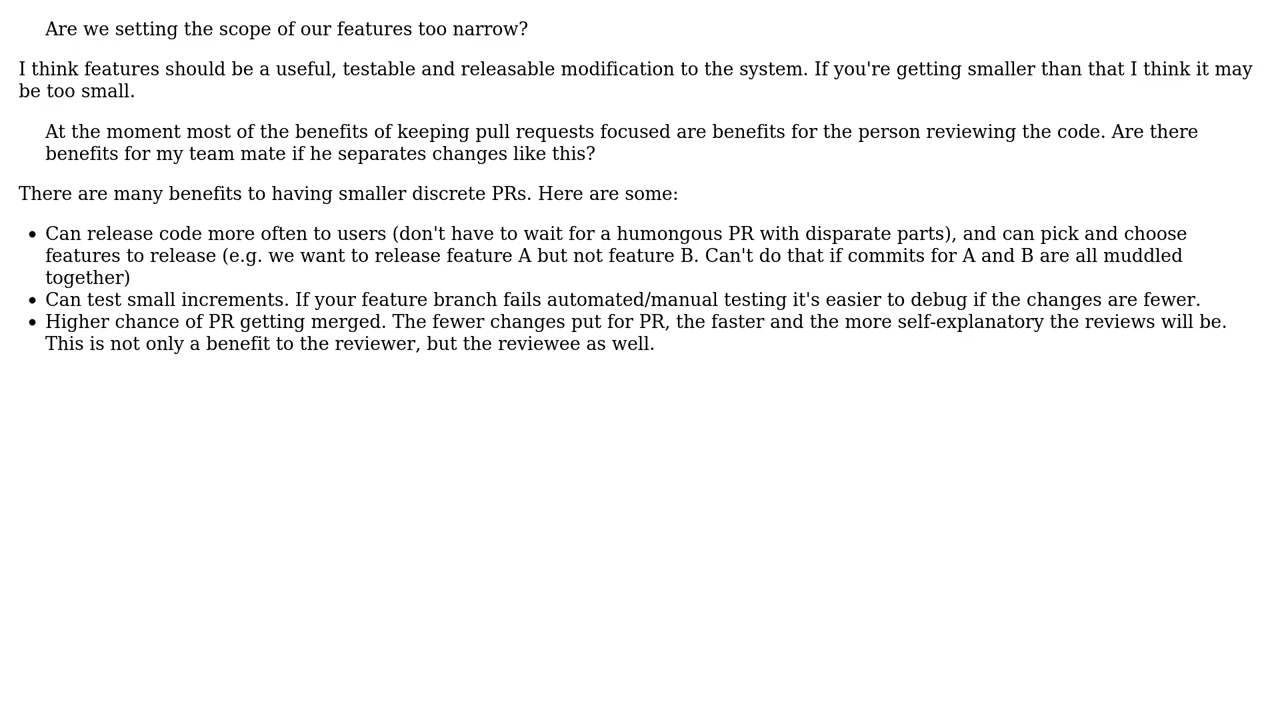 Are we setting the scope of our features too narrow?
I think features should be a useful, testable and releasable modification to the system. If you're getting smaller than that I think it may
be too small.
At the moment most of the benefits of keeping pull requests focused are benefits for the person reviewing the code. Are there
benefits for my team mate if he separates changes like this?
There are many benefits to having smaller discrete PRs. Here are some:
• Can release code more often to users (don't have to wait for a humongous PR with disparate parts), and can pick and choose
features to release (e.g. we want to release feature A but not feature B. Can't do that if commits for A and B are all muddled
together)
• Can test small increments. If your feature branch fails automated/manual testing it's easier to debug if the changes are fewer.
• Higher chance of PR getting merged. The fewer changes put for PR, the faster and the more self-explanatory the reviews will be.
This is not only a benefit to the reviewer, but the reviewee as well.